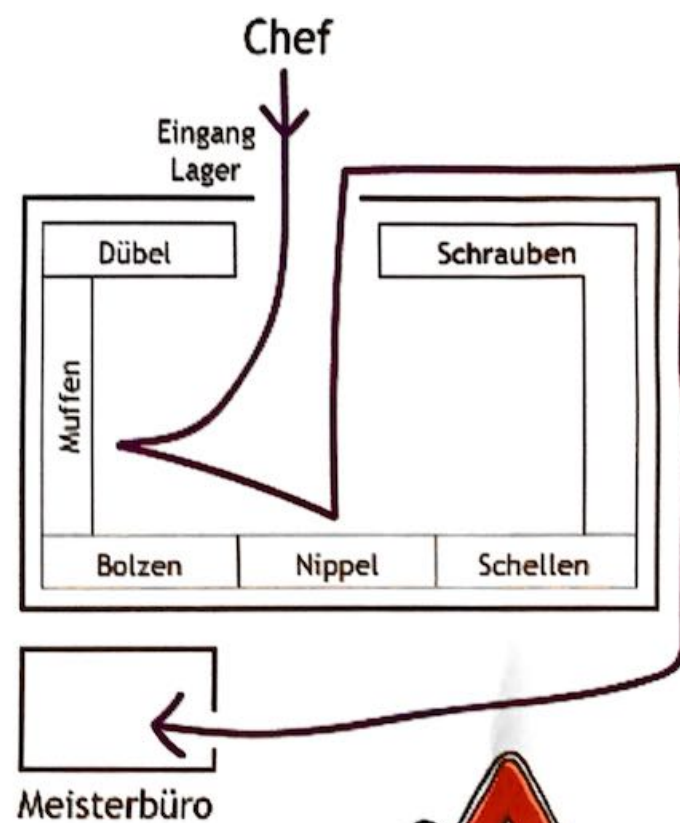 Chef
Eingang
Lager
Dübel
Schrauben
Muffen
Bolzen
Nippel
Schellen
Meisterbüro